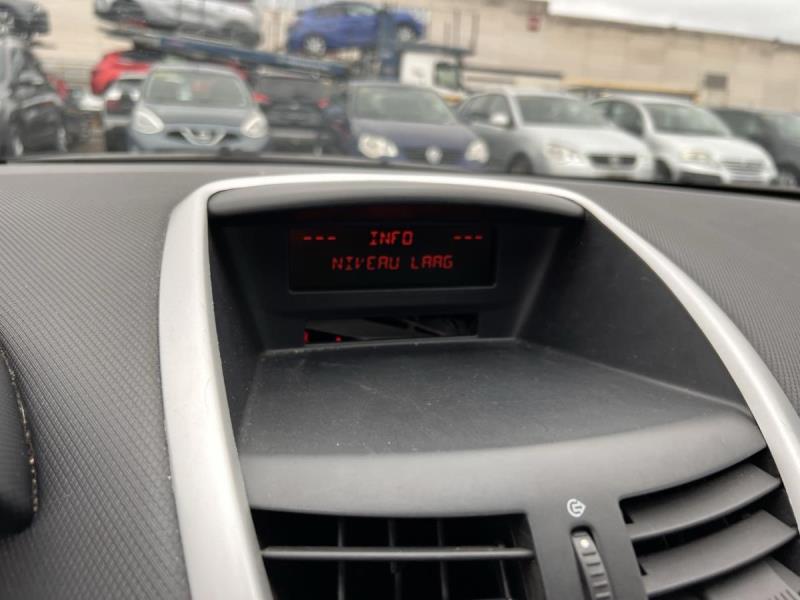 --- INFO ---
NIVEAU LAAG